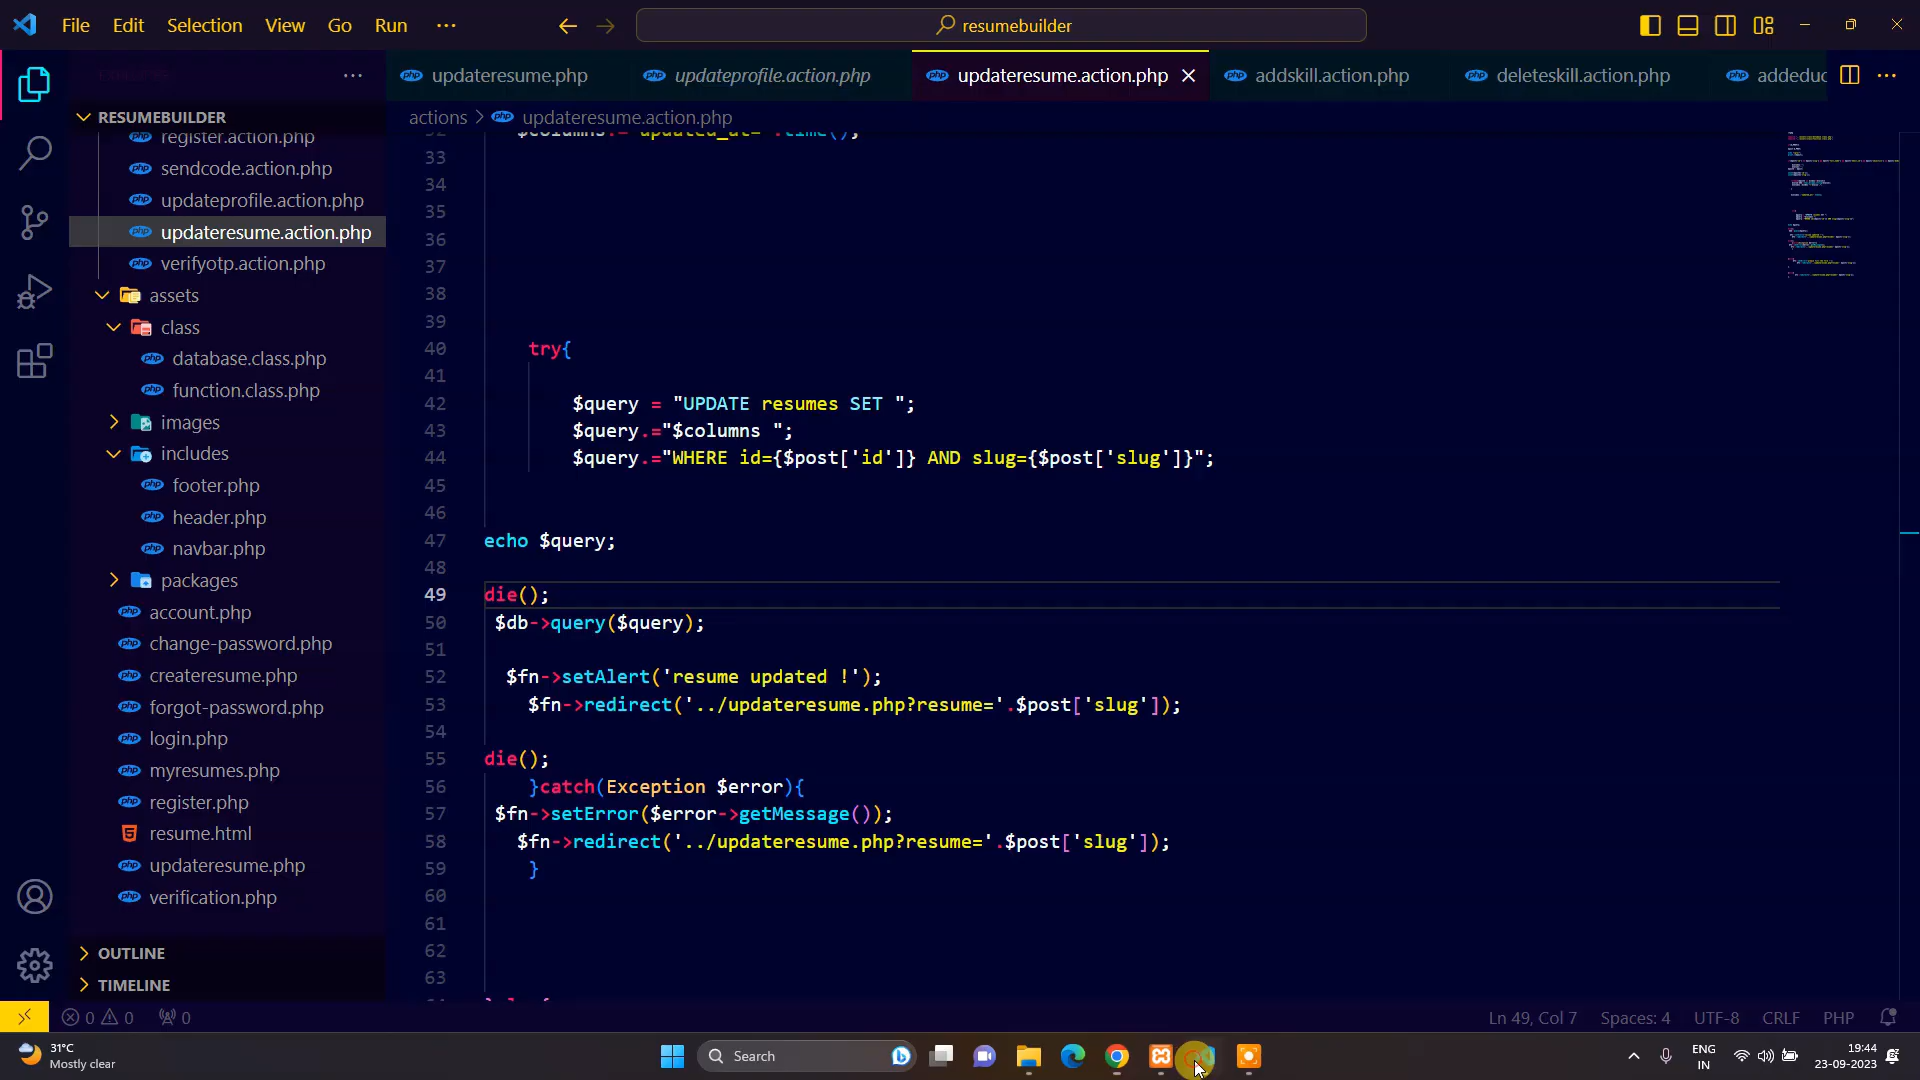 File Edit Selection View Go Run ···
resumebuilder
updateresume.php
updateprofile.action.php
updateresume.action.php
addskill.action.php
deleteskill.action.php
addeduc
RESUMEBUILDER
register.action.php
sendcode.action.php
updateprofile.action.php
updateresume.action.php
verifyotp.action.php
assets
class
database.class.php
function.class.php
images
includes
footer.php
header.php
navbar.php
packages
account.php
change-password.php
createresume.php
forgot-password.php
login.php
myresumes.php
register.php
resume.html
updateresume.php
verification.php
OUTLINE
TIMELINE
actions > updateresume.action.php
32 $columns.= updated_at= .time();
33
34
35
36
37
38
39
40 try{
41
42 $query = "UPDATE resumes SET ";
43 $query.="$columns ";
44 $query.="WHERE id={$post['id']} AND slug={$post['slug']}";
45
46
47 echo $query;
48
49 die();
50 $db->query($query);
51
52 $fn->setAlert('resume updated !');
53 $fn->redirect('../updateresume.php?resume='.$post['slug']);
54
55 die();
56 }catch(Exception $error){
57 $fn->setError($error->getMessage());
58 $fn->redirect('../updateresume.php?resume='.$post['slug']);
59 }
60
61
62
63
0 0 0
Ln 49, Col 7 Spaces: 4 UTF-8 CRLF PHP
31°C
Mostly clear
Search
ENG
IN
19:44
23-09-2023